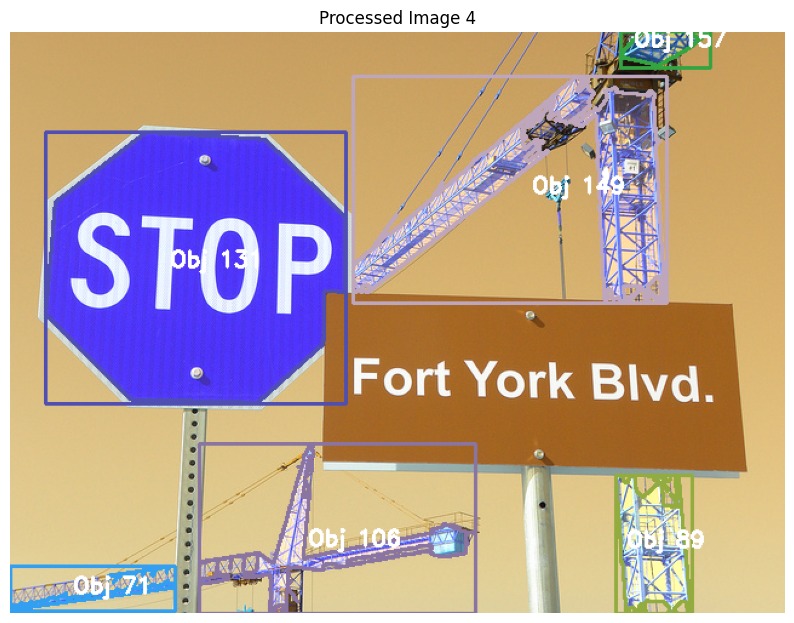 Processed Image 4
Obj 157
Obj 149
STOP
Obj 131
Fort York Blvd.
Obj 106
Obj 89
Obj 71